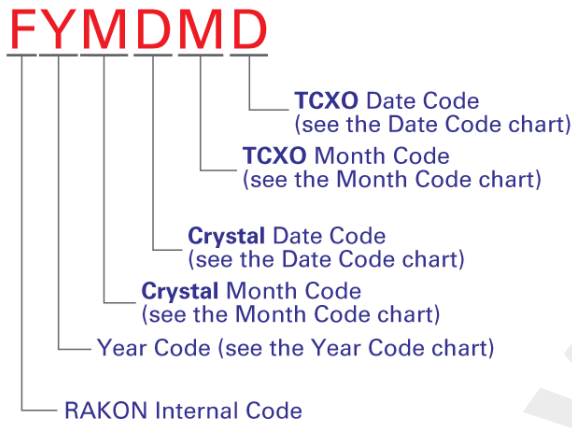 FYMDMD
TCXO Date Code
(see the Date Code chart)
TCXO Month Code
(see the Month Code chart)
Crystal Date Code
(see the Date Code chart)
Crystal Month Code
(see the Month Code chart)
Year Code (see the Year Code chart)
RAKON Internal Code